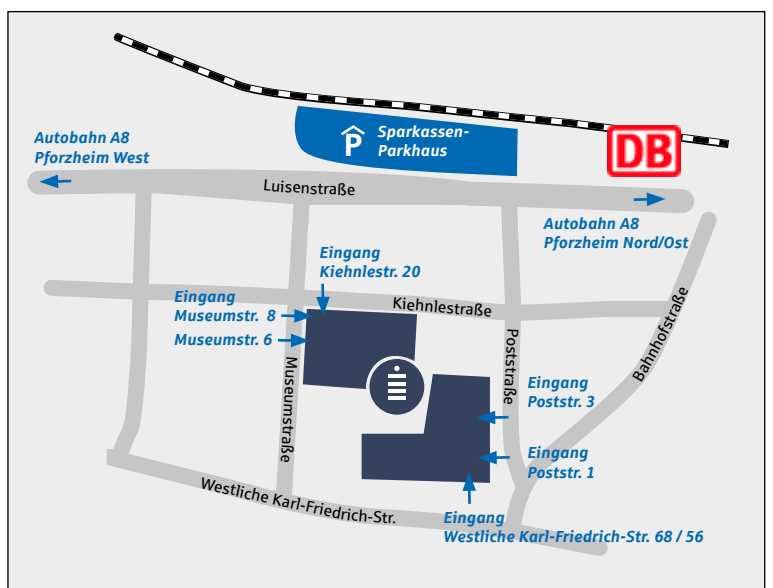 Sparkassen-
P
Parkhaus
DB
Autobahn A8
Pforzheim West
Luisenstraße
Autobahn A8
Pforzheim Nord/Ost
Eingang
Kiehnlestr. 20
Eingang
Museumstr. 8
Museumstr. 6
Kiehnlestraße
Poststraße
Bahnhofstraße
Museumstraße
Eingang
Poststr. 3
Eingang
Poststr. 1
Westliche Karl-Friedrich-Str.
Eingang
Westliche Karl-Friedrich-Str. 68 / 56